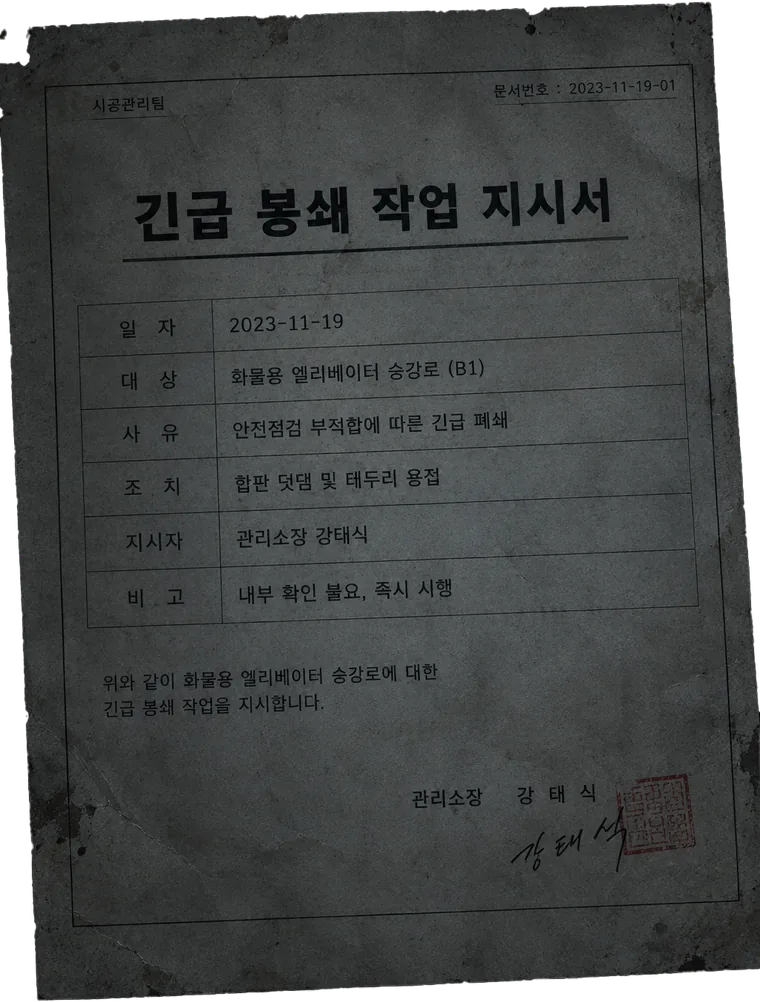 시공관리팀
문서번호 : 2023-11-19-01
긴급 봉쇄 작업 지시서
일 자 2023-11-19
대 상 화물용 엘리베이터 승강로 (B1)
사 유 안전점검 부적합에 따른 긴급 폐쇄
조 치 합판 덧댐 및 태두리 용접
지시자 관리소장 강태식
비 고 내부 확인 불요, 즉시 시행
위와 같이 화물용 엘리베이터 승강로에 대한
긴급 봉쇄 작업을 지시합니다.
관리소장 강 태 식
강태식